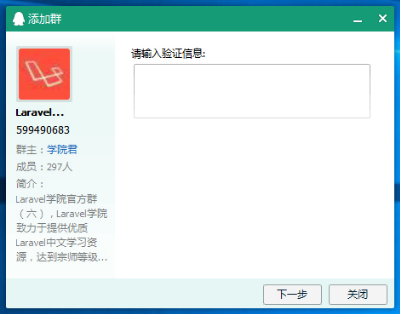 添加群
请输入验证信息:
Laravel...
599490683
群主：学院君
成员：297人
简介：
Laravel学院官方群
（六），Laravel学院
致力于提供优质
Laravel中文学习资
源，达到宗师等级...
下一步
关闭